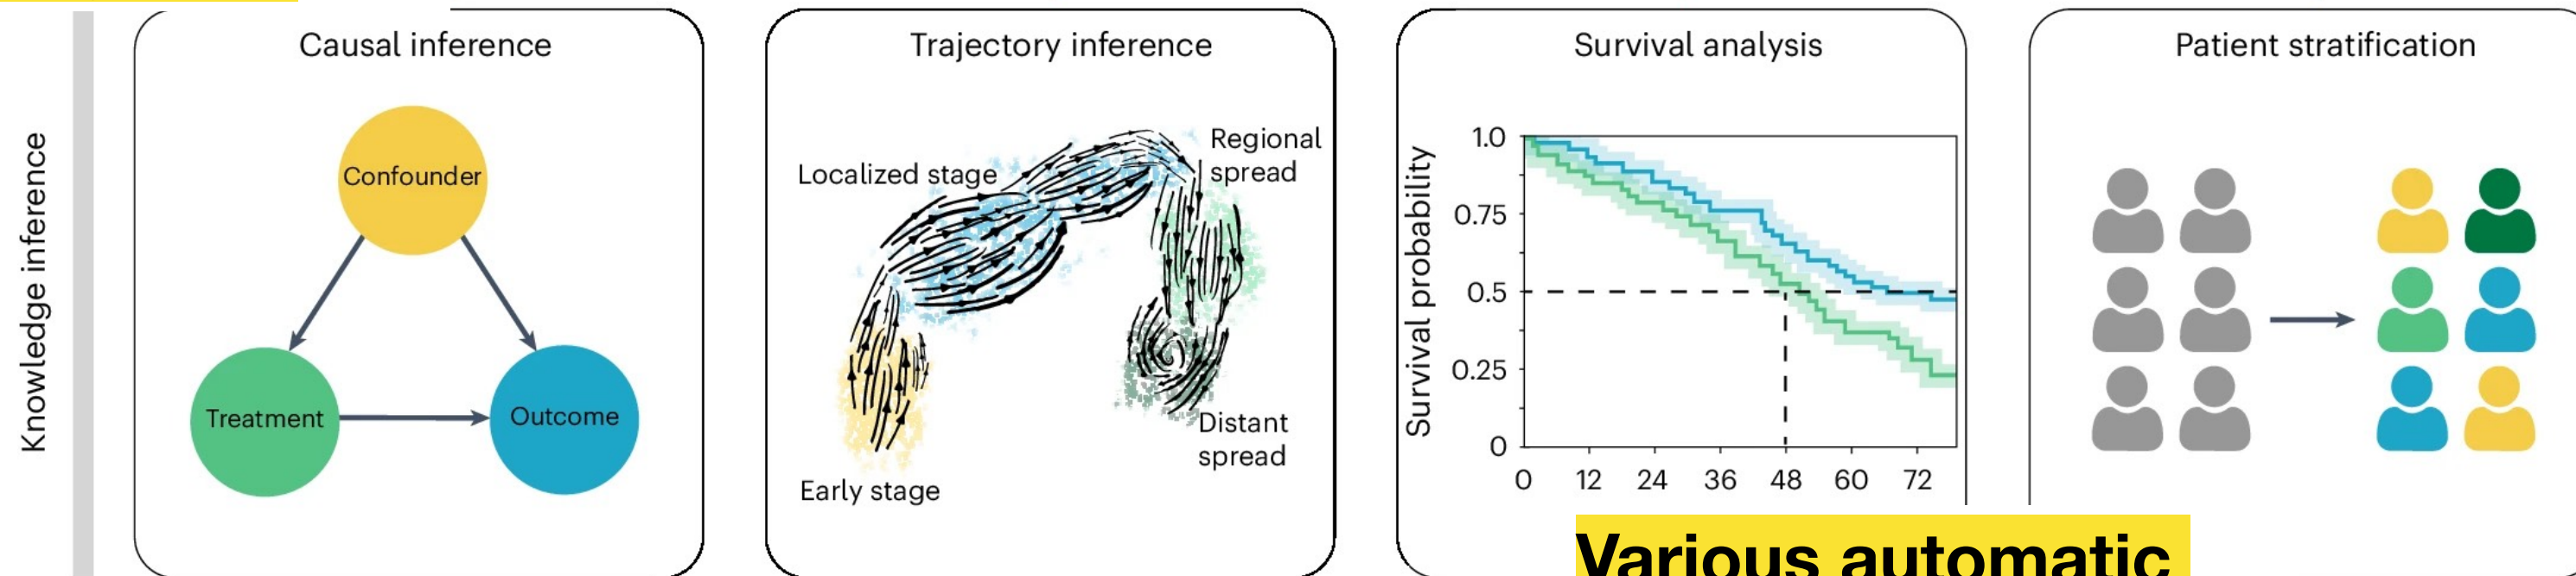 Knowledge inference
Causal inference
Confounder
Treatment
Outcome
Trajectory inference
Localized stage
Regional
spread
Distant
spread
Early stage
Survival analysis
Survival probability
1.0
0.75
0.5
0.25
0
0 12 24 36 48 60 72
Patient stratification
Various automatic